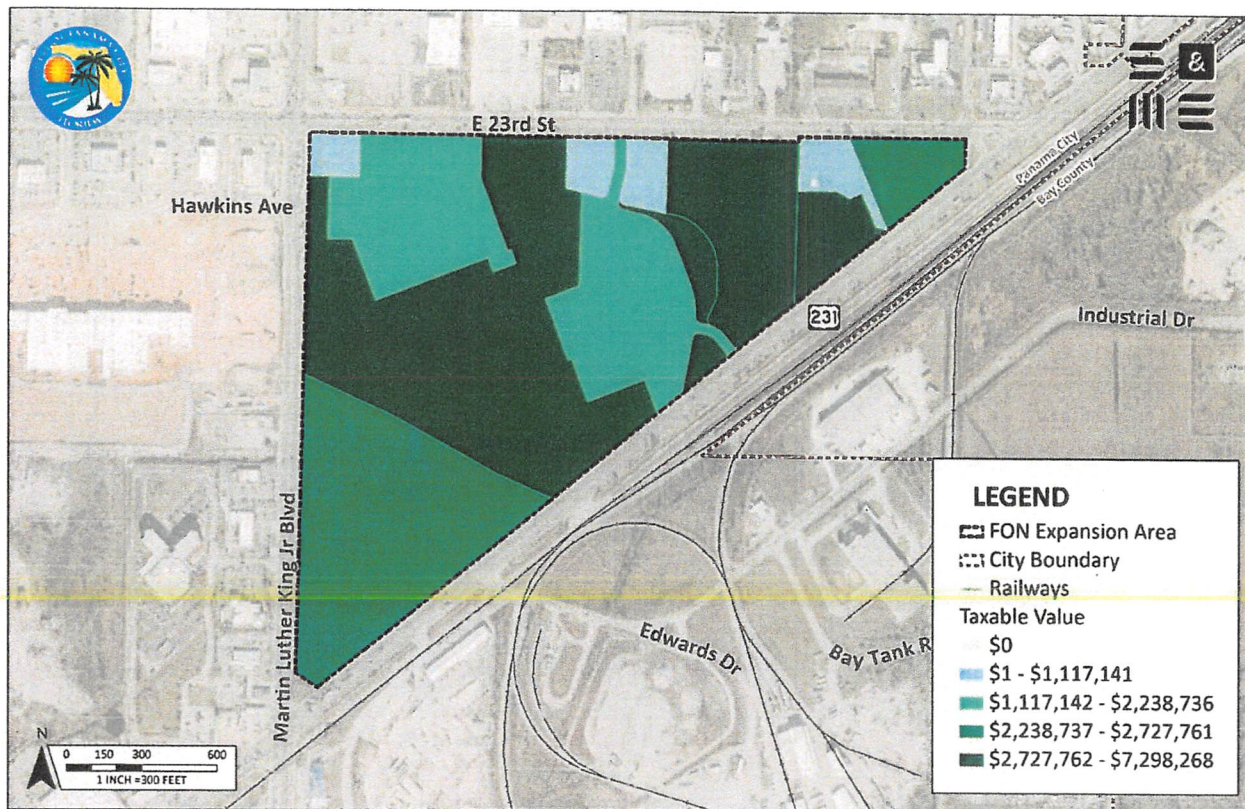 S &
M E
E 23rd St
Panama City
Bay County
Hawkins Ave
231
Industrial Dr
Martin Luther King Jr Blvd
Edwards Dr
Bay Tank R
LEGEND
FON Expansion Area
City Boundary
Railways
Taxable Value
$0
$1 - $1,117,141
$1,117,142 - $2,238,736
$2,238,737 - $2,727,761
$2,727,762 - $7,298,268
N
0 150 300 600
1 INCH =300 FEET